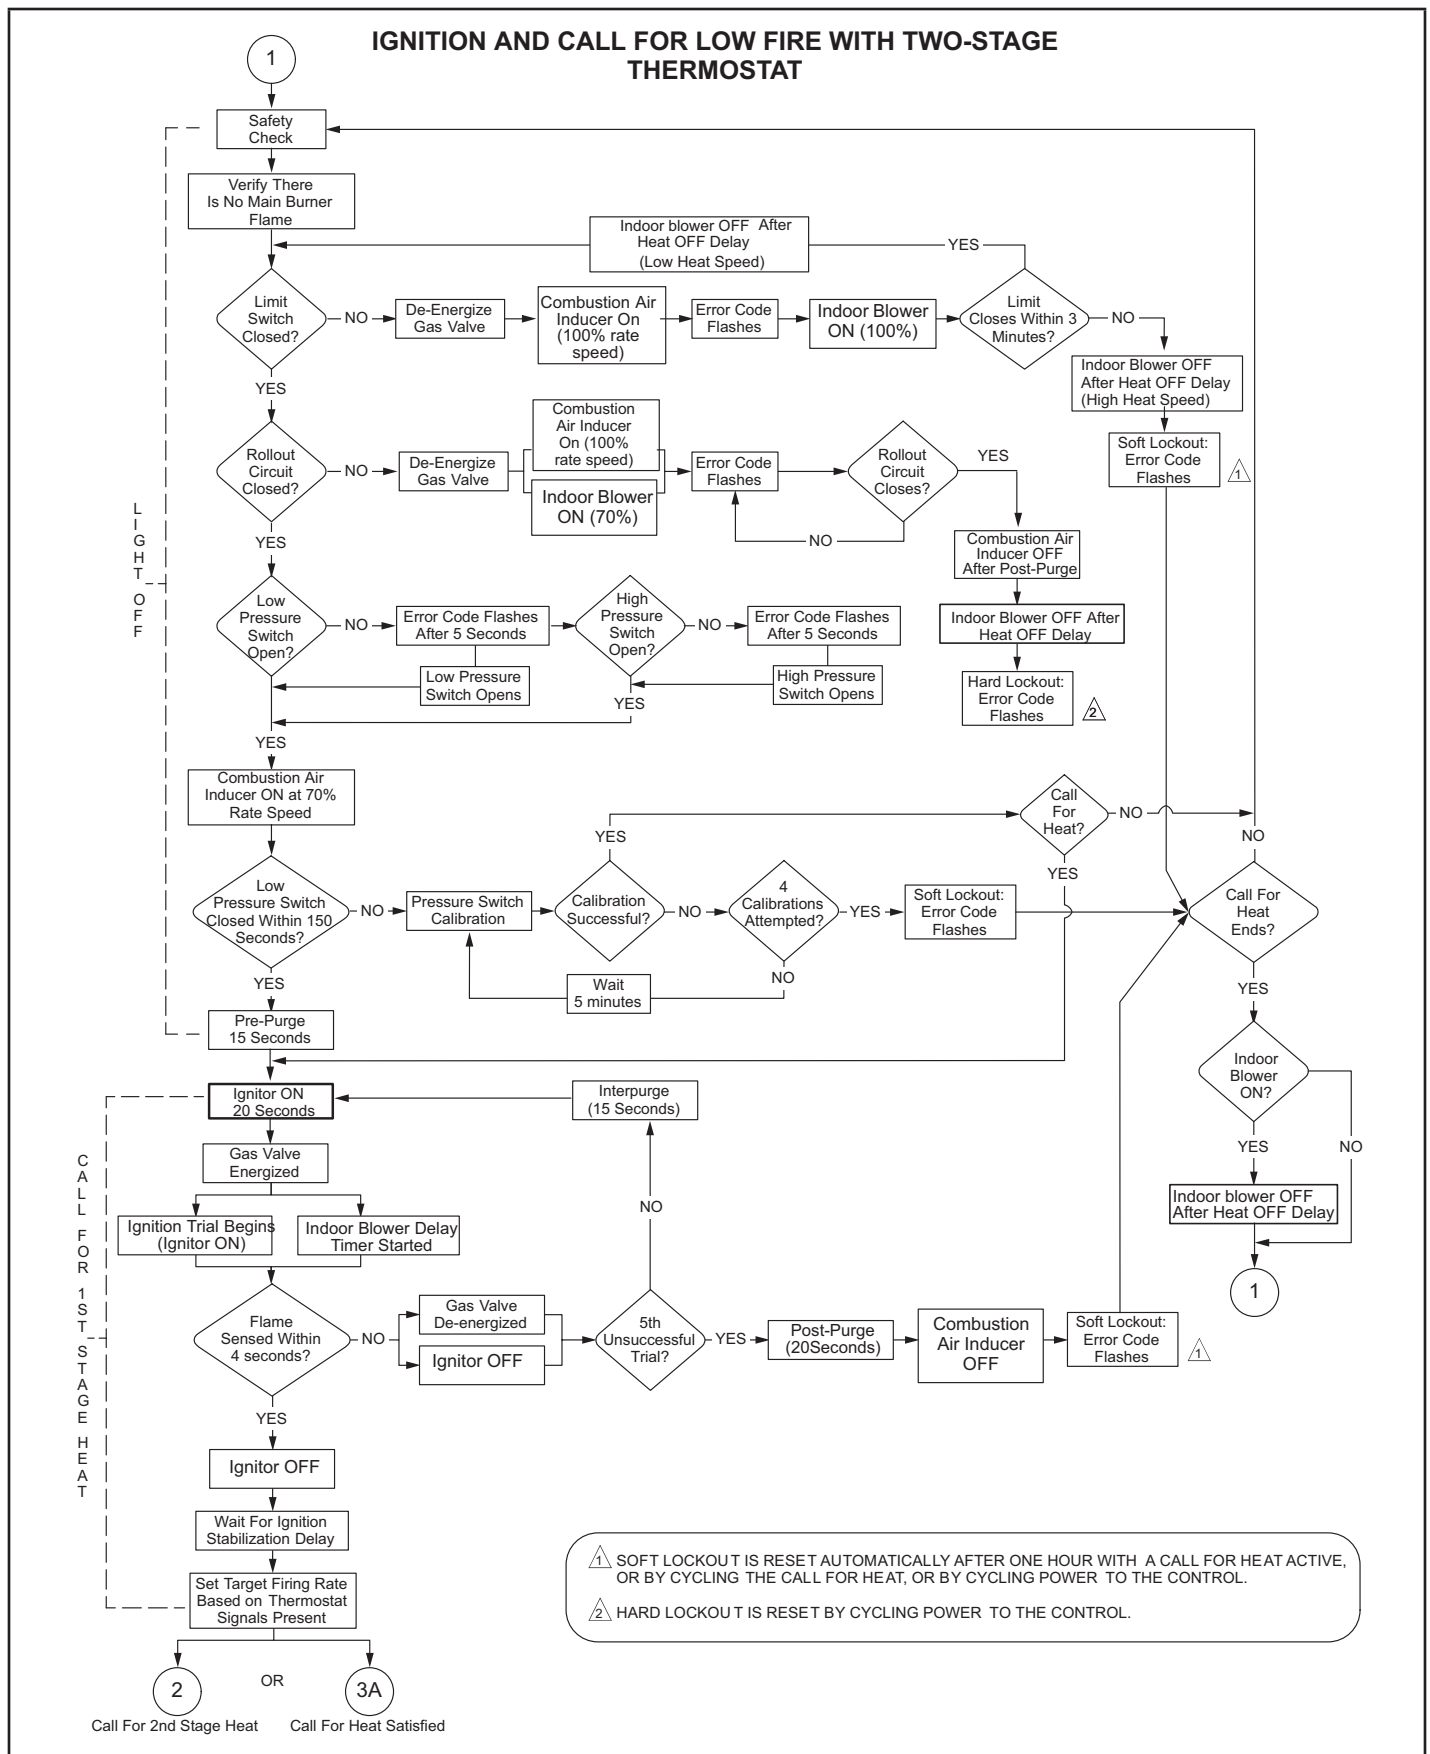 IGNITION AND CALL FOR LOW FIRE WITH TWO-STAGE
THERMOSTAT
1
Safety
Check
Verify There
Is No Main Burner
Flame
Indoor blower OFF After
Heat OFF Delay
(Low Heat Speed)
YES
Limit
Switch
Closed?
NO
De-Energize
Gas Valve
Combustion Air
Inducer On
(100% rate
speed)
Error Code
Flashes
Indoor Blower
ON (100%)
Limit
Closes Within 3
Minutes?
NO
Indoor Blower OFF
After Heat OFF Delay
(High Heat Speed)
Soft Lockout:
Error Code
Flashes
1
YES
Rollout
Circuit
Closed?
NO
De-Energize
Gas Valve
Combustion
Air Inducer
On (100%
rate speed)
Indoor Blower
ON (70%)
Error Code
Flashes
Rollout
Circuit
Closes?
YES
NO
Combustion Air
Inducer OFF
After Post-Purge
Indoor Blower OFF After
Heat OFF Delay
Hard Lockout:
Error Code
Flashes
2
LIGHT OFF
YES
Low
Pressure
Switch
Open?
NO
Error Code Flashes
After 5 Seconds
Low Pressure
Switch Opens
High
Pressure
Switch
Open?
NO
Error Code Flashes
After 5 Seconds
High Pressure
Switch Opens
YES
YES
Combustion Air
Inducer ON at 70%
Rate Speed
Low
Pressure Switch
Closed Within 150
Seconds?
NO
Pressure Switch
Calibration
YES
Calibration
Successful?
NO
4
Calibrations
Attempted?
YES
Soft Lockout:
Error Code
Flashes
NO
Wait
5 minutes
Call
For
Heat?
NO
YES
NO
Call For
Heat
Ends?
YES
Indoor
Blower
ON?
YES
NO
Indoor blower OFF
After Heat OFF Delay
1
YES
Pre-Purge
15 Seconds
Ignitor ON
20 Seconds
Interpurge
(15 Seconds)
Gas Valve
Energized
Ignition Trial Begins
(Ignitor ON)
Indoor Blower Delay
Timer Started
CALL FOR 1ST STAGE HEAT
Flame
Sensed Within
4 seconds?
NO
Gas Valve
De-energized
Ignitor OFF
NO
5th
Unsuccessful
Trial?
YES
Post-Purge
(20Seconds)
Combustion
Air Inducer
OFF
Soft Lockout:
Error Code
Flashes
1
YES
Ignitor OFF
Wait For Ignition
Stabilization Delay
Set Target Firing Rate
Based on Thermostat
Signals Present
2
OR
3A
Call For 2nd Stage Heat
Call For Heat Satisfied
1 SOFT LOCKOUT IS RESET AUTOMATICALLY AFTER ONE HOUR WITH A CALL FOR HEAT ACTIVE,
OR BY CYCLING THE CALL FOR HEAT, OR BY CYCLING POWER TO THE CONTROL.
2 HARD LOCKOUT IS RESET BY CYCLING POWER TO THE CONTROL.